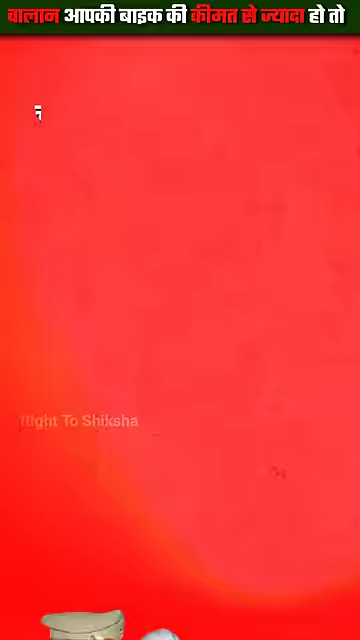 चालान आपकी बाइक की कीमत से ज्यादा हो तो
Right To Shiksha